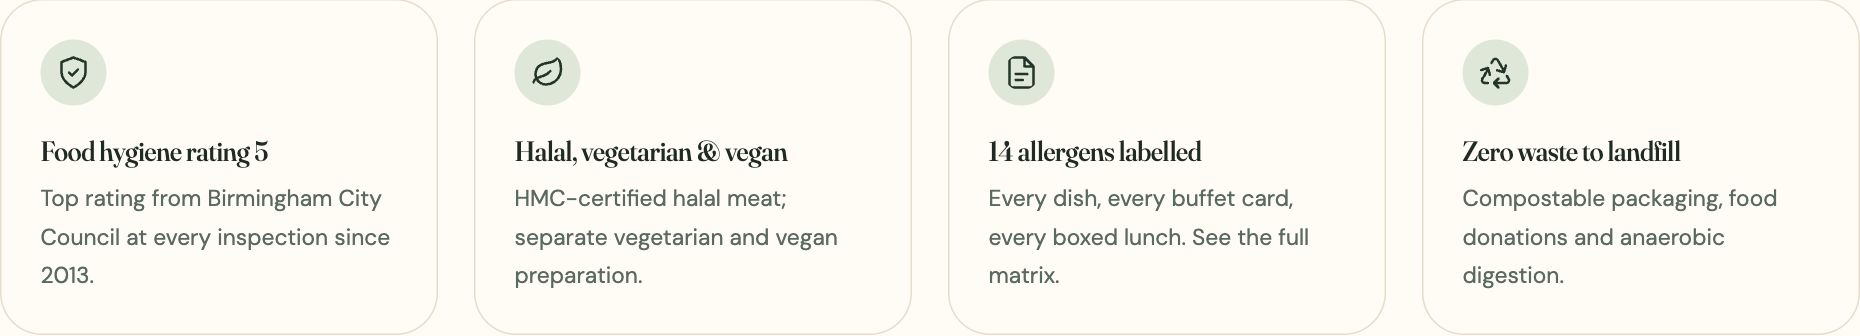 Food hygiene rating 5
Top rating from Birmingham City
Council at every inspection since
2013.
Halal, vegetarian & vegan
HMC-certified halal meat;
separate vegetarian and vegan
preparation.
14 allergens labelled
Every dish, every buffet card,
every boxed lunch. See the full
matrix.
Zero waste to landfill
Compostable packaging, food
donations and anaerobic
digestion.